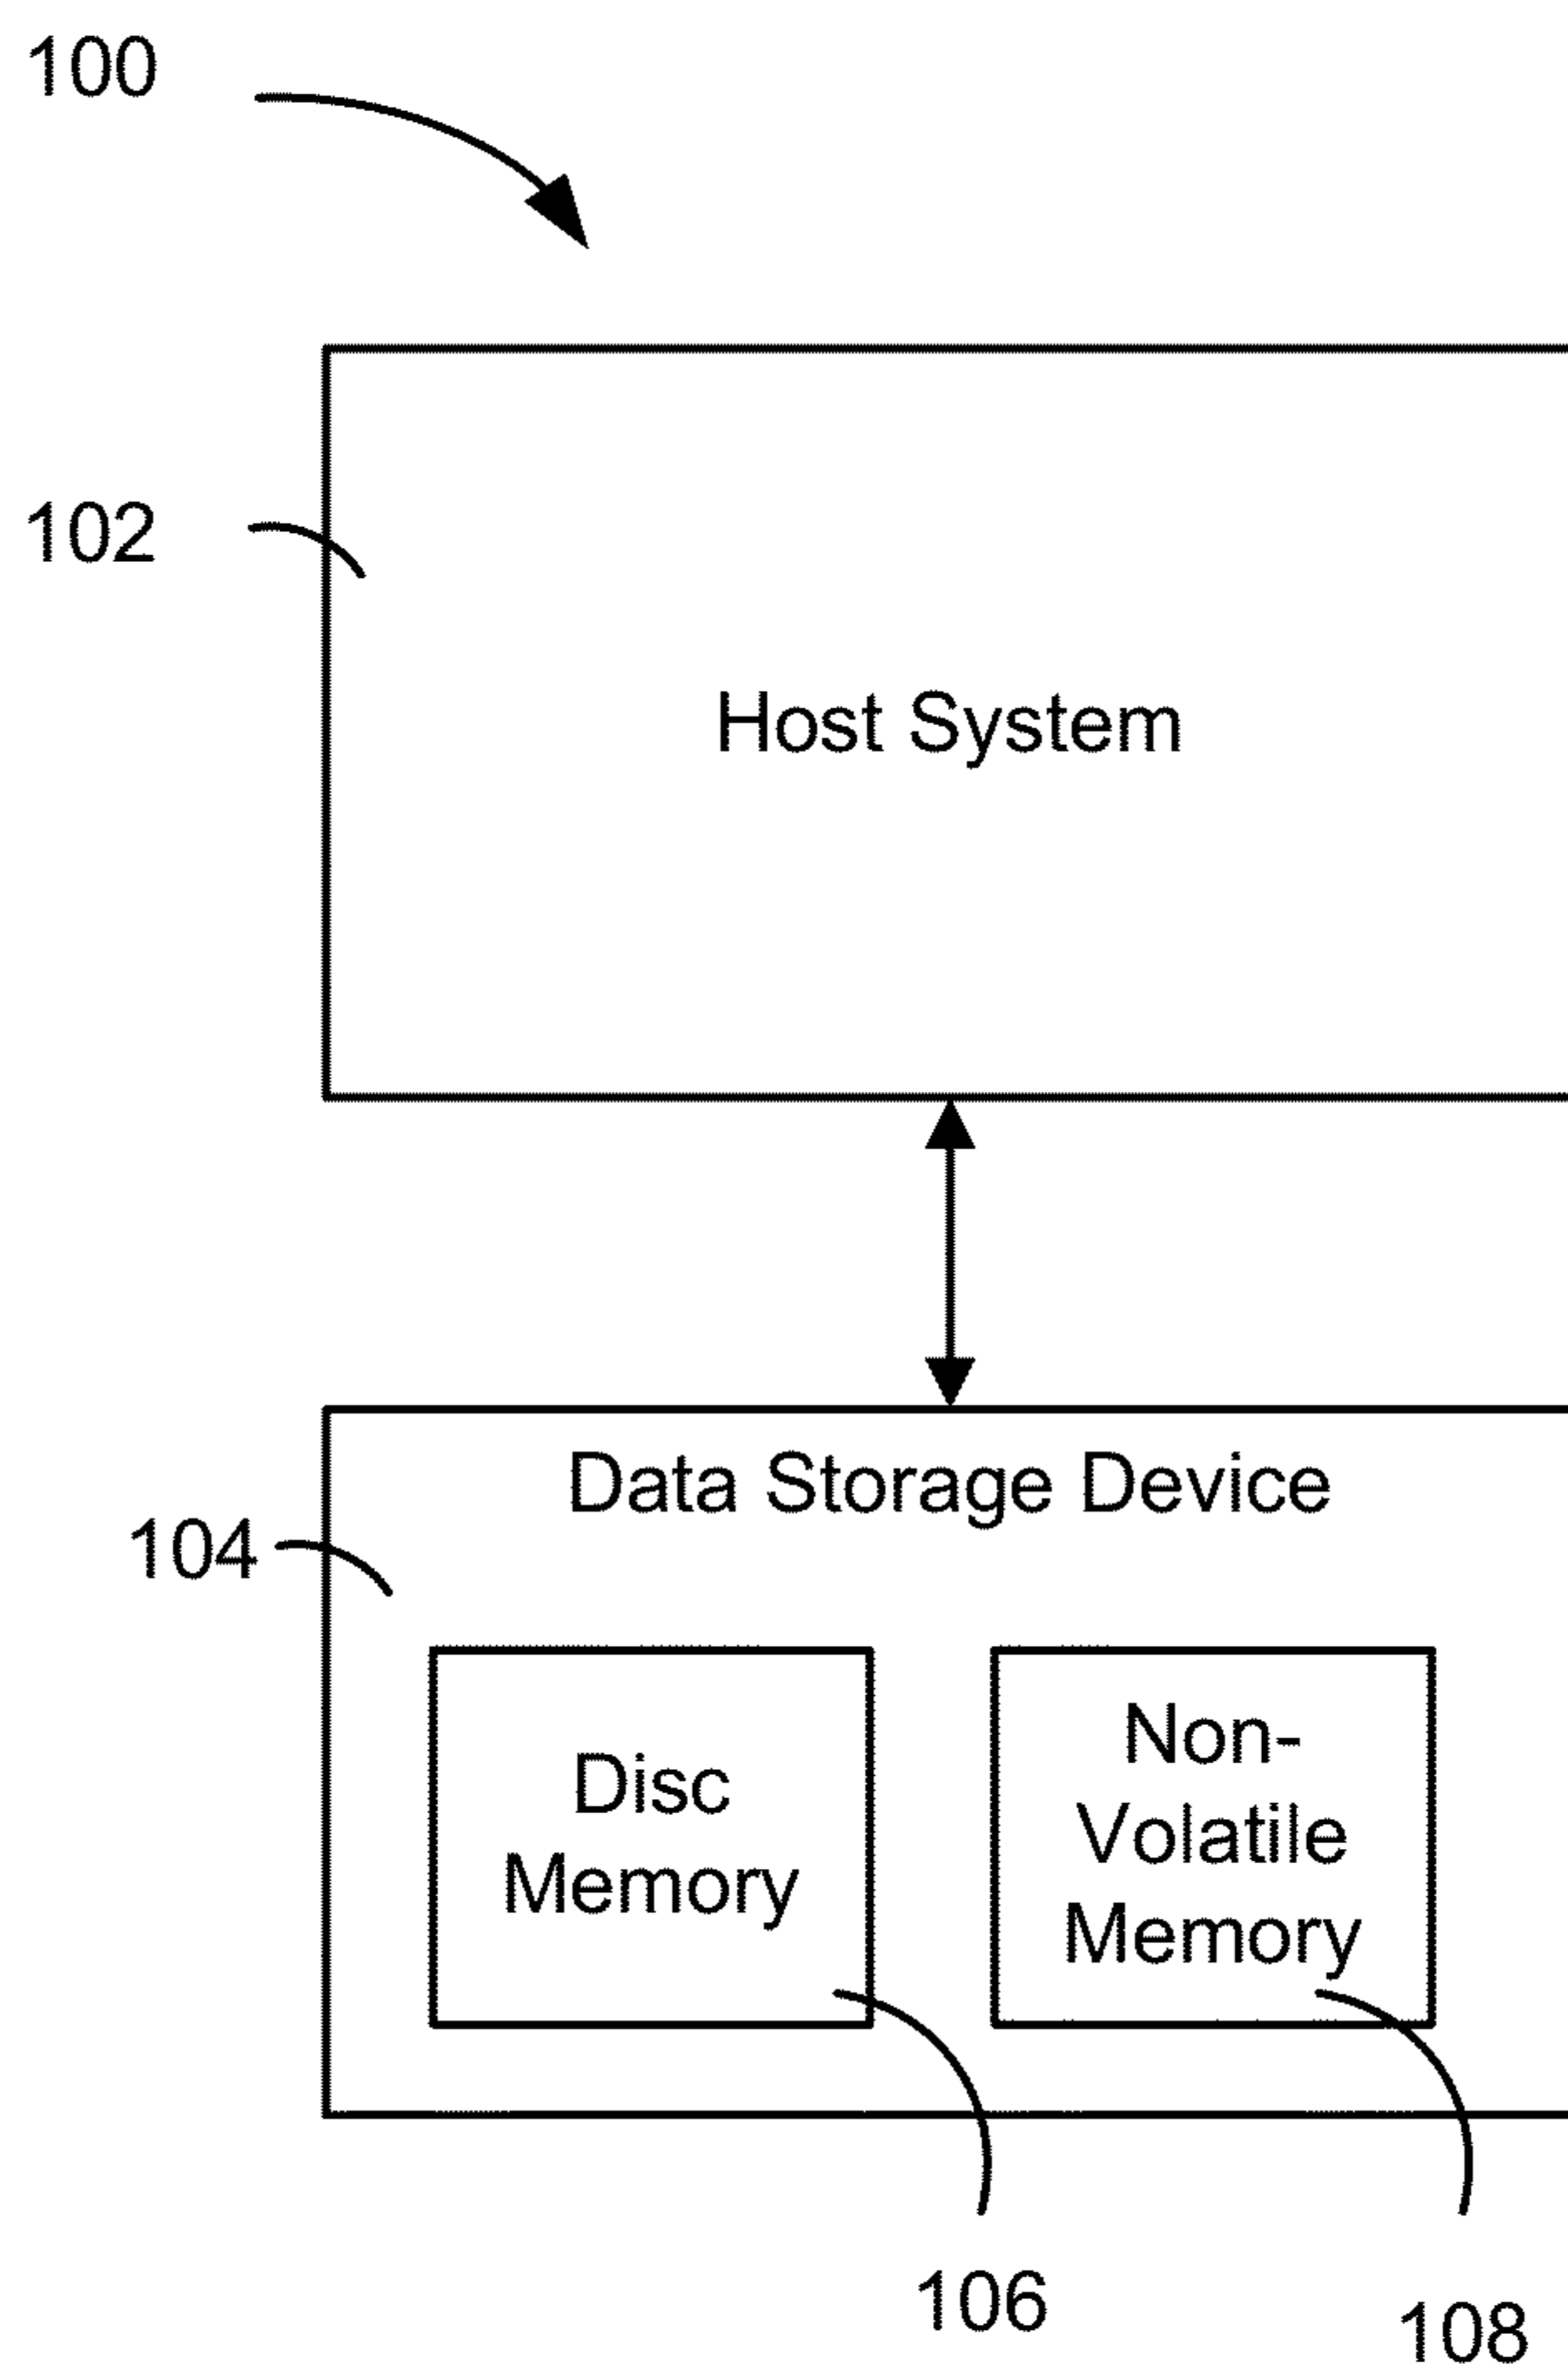 100
102
Host System
Data Storage Device
104
Disc
Memory
Non-
Volatile
Memory
106
108